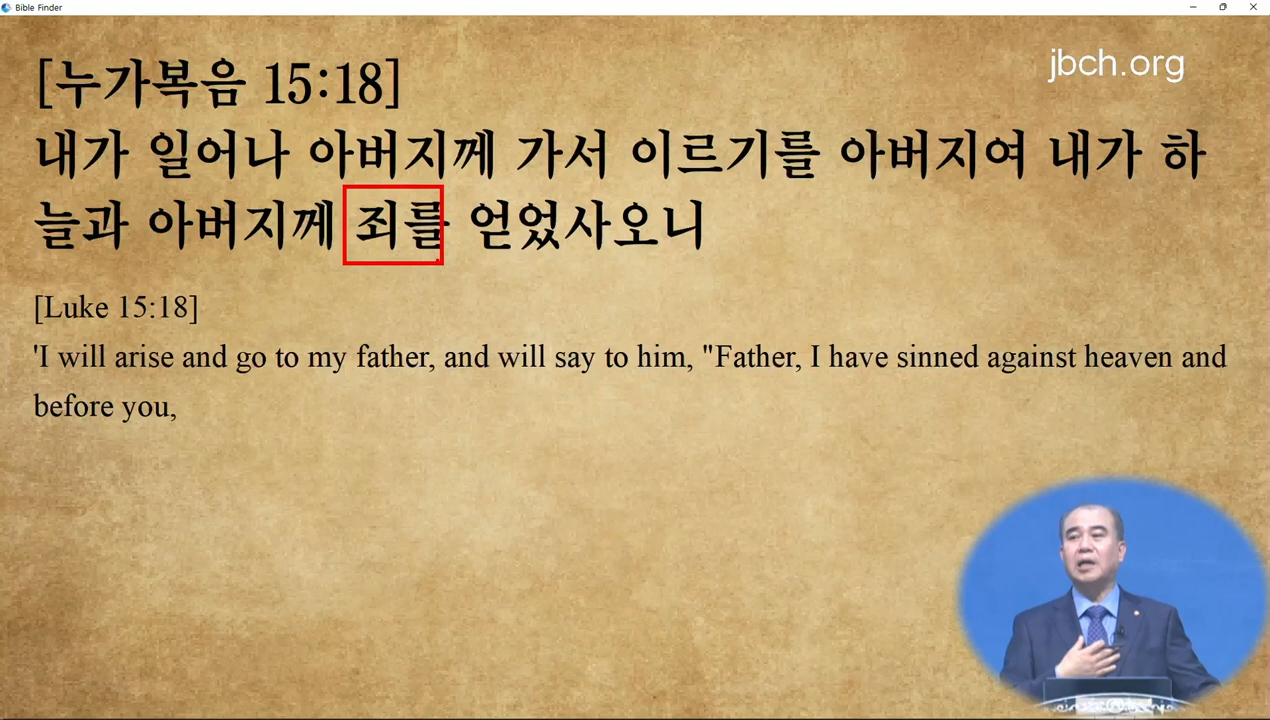 Bible Finder
jbch.org
[누가복음 15:18]
내가 일어나 아버지께 가서 이르기를 아버지여 내가 하
늘과 아버지께 죄를 얻었사오니
[Luke 15:18]
'I will arise and go to my father, and will say to him, "Father, I have sinned against heaven and
before you,